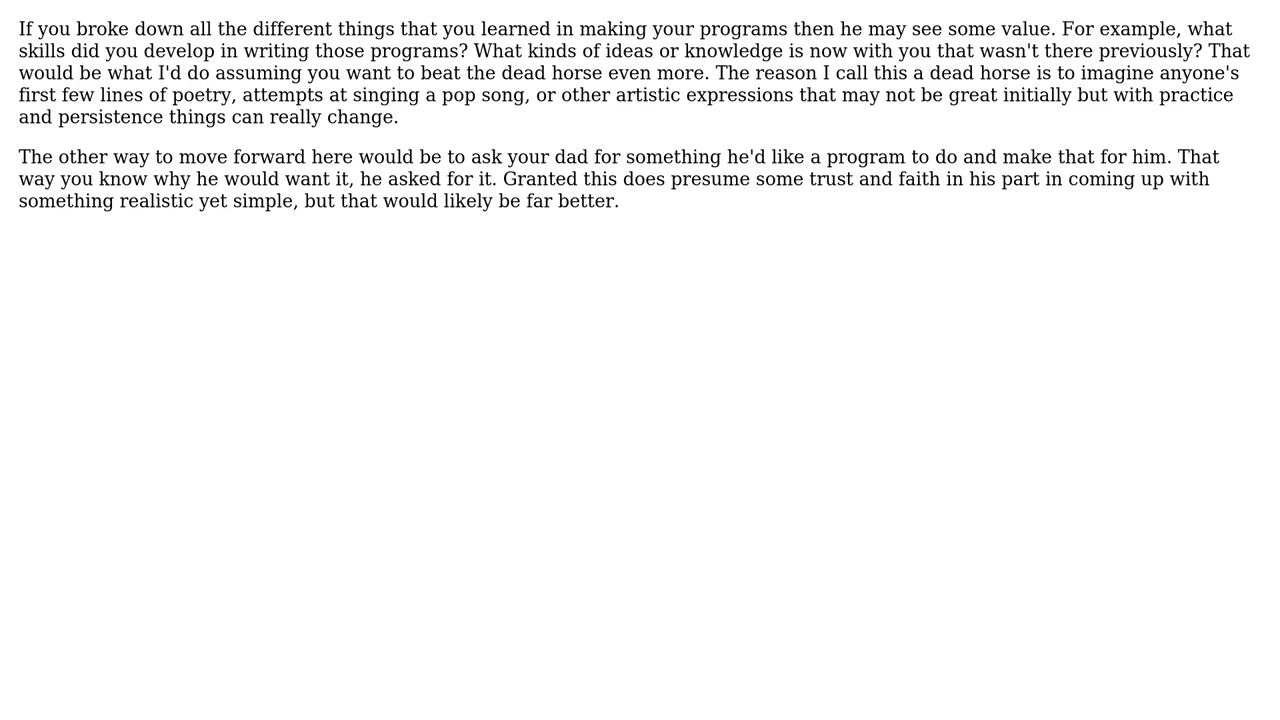 If you broke down all the different things that you learned in making your programs then he may see some value. For example, what
skills did you develop in writing those programs? What kinds of ideas or knowledge is now with you that wasn't there previously? That
would be what I'd do assuming you want to beat the dead horse even more. The reason I call this a dead horse is to imagine anyone's
first few lines of poetry, attempts at singing a pop song, or other artistic expressions that may not be great initially but with practice
and persistence things can really change.
The other way to move forward here would be to ask your dad for something he'd like a program to do and make that for him. That
way you know why he would want it, he asked for it. Granted this does presume some trust and faith in his part in coming up with
something realistic yet simple, but that would likely be far better.